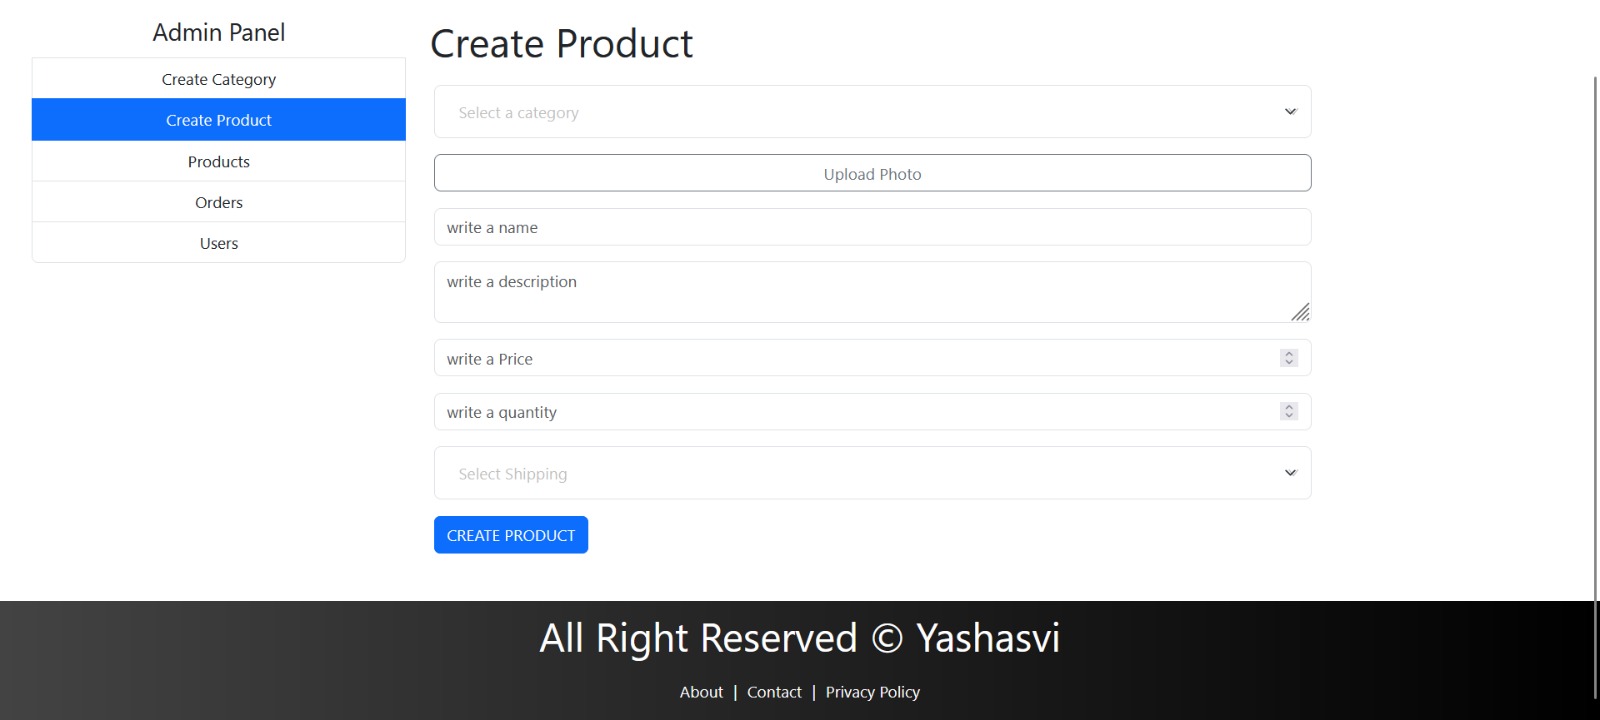 Admin Panel
Create Category
Create Product
Products
Orders
Users
Create Product
Select a category
Upload Photo
write a name
write a description
write a Price
write a quantity
Select Shipping
CREATE PRODUCT
All Right Reserved © Yashasvi
About | Contact | Privacy Policy